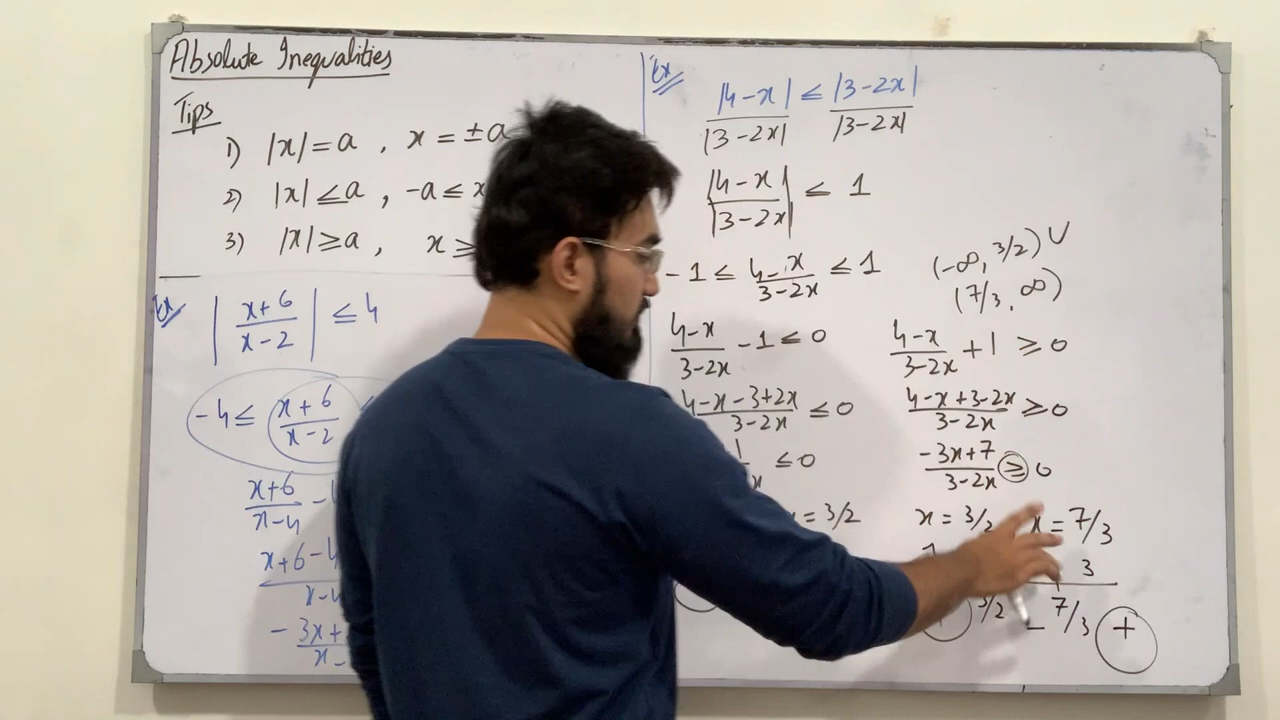 Absolute Inequalities
Tips
1) |x| = a , x = ±a
2) |x| ≤ a , -a ≤ x
3) |x| ≥ a , x ≥
Ex
|x+6/x-2| ≤ 4
-4 ≤ x+6/x-2
x+6/x-4 -
x+6-4
- 3x+
Ex
|4-x|/|3-2x| ≤ |3-2x|/|3-2x|
|4-x|/|3-2x| ≤ 1
-1 ≤ 4-x/3-2x ≤ 1
(-∞, 3/2) ∪
(7/3, ∞)
4-x/3-2x - 1 ≤ 0
4-x-3+2x/3-2x ≤ 0
≤ 0
= 3/2
4-x/3-2x + 1 ≥ 0
4-x+3-2x/3-2x ≥ 0
-3x+7/3-2x ≥ 0
x = 3/2 x = 7/3
3
3/2 - 7/3 +